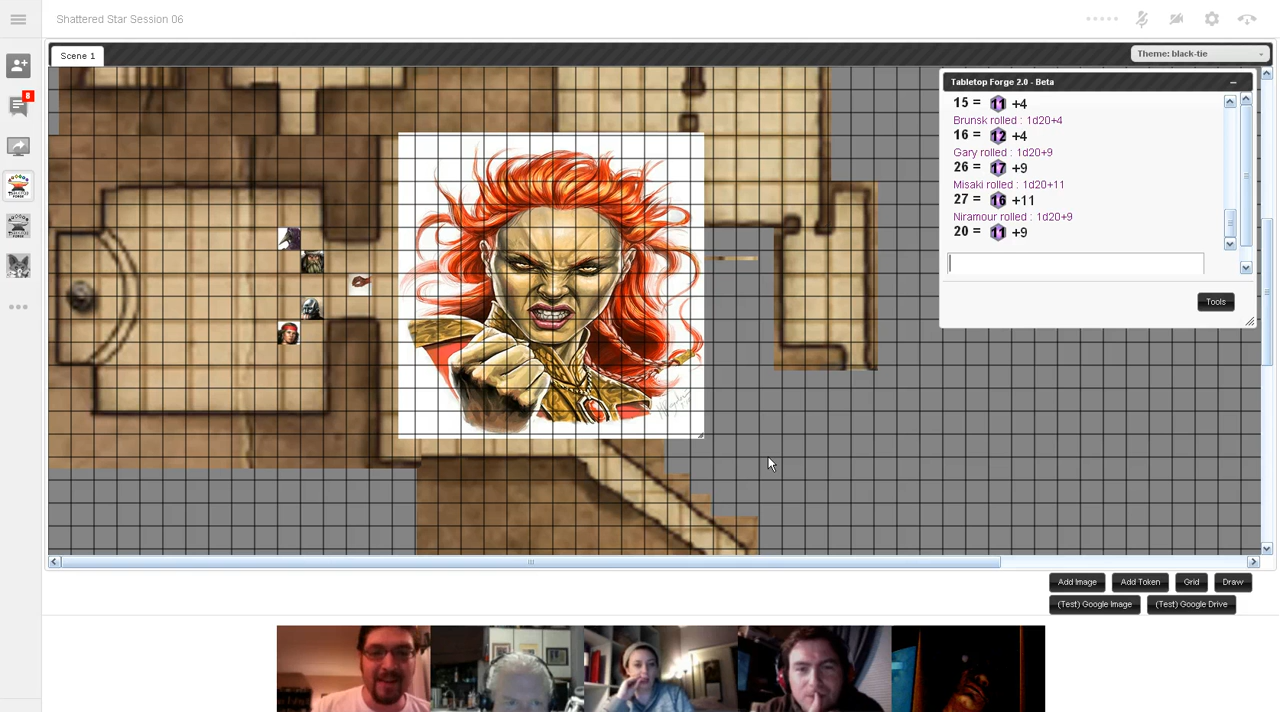 Shattered Star Session 06
8
Scene 1
Theme: black-tie
Tabletop Forge 2.0 - Beta
15 = 11 +4
Brunsk rolled : 1d20+4
16 = 12 +4
Gary rolled : 1d20+9
26 = 17 +9
Misaki rolled : 1d20+11
27 = 16 +11
Niramour rolled : 1d20+9
20 = 11 +9
Tools
Add Image
Add Token
Grid
Draw
(Test) Google Image
(Test) Google Drive